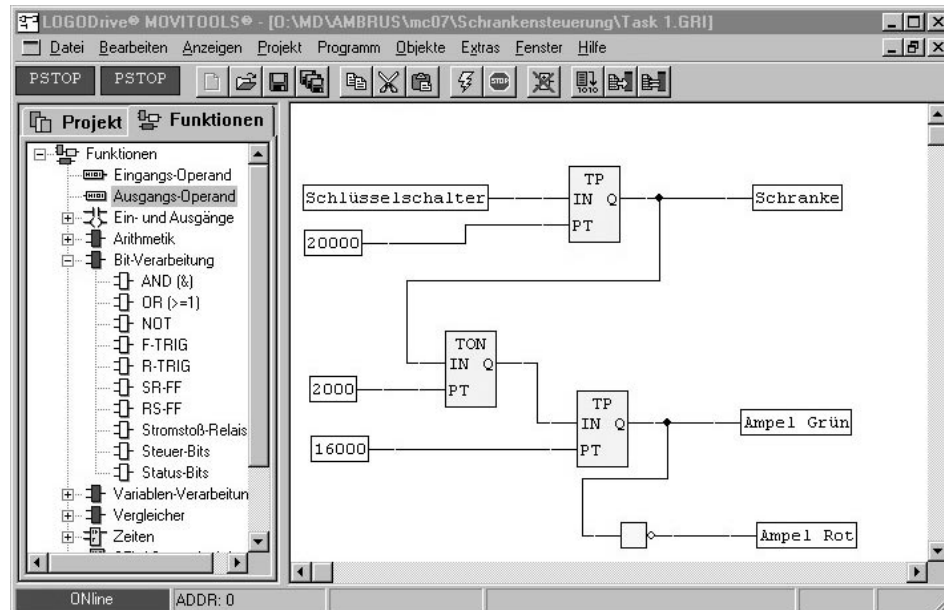 LOGODrive® MOVITOOLS® - [D:\MD\AMBRUS\mc07\Schrankensteuerung\Task 1.GRI]
Datei Bearbeiten Anzeigen Projekt Programm Objekte Extras Fenster Hilfe
PSTOP PSTOP STOP 1010
Projekt Funktionen
Funktionen
Eingangs-Operand
Ausgangs-Operand
Ein- und Ausgänge
Arithmetik
Bit-Verarbeitung
AND (&)
OR (>=1)
NOT
F-TRIG
R-TRIG
SR-FF
RS-FF
Stromstoß-Relais
Steuer-Bits
Status-Bits
Variablen-Verarbeitun
Vergleicher
Zeiten
TP
Schlüsselschalter IN Q Schranke
20000 PT
TON
IN Q
2000 PT
TP
IN Q Ampel Grün
16000 PT
Ampel Rot
ONline ADDR: 0